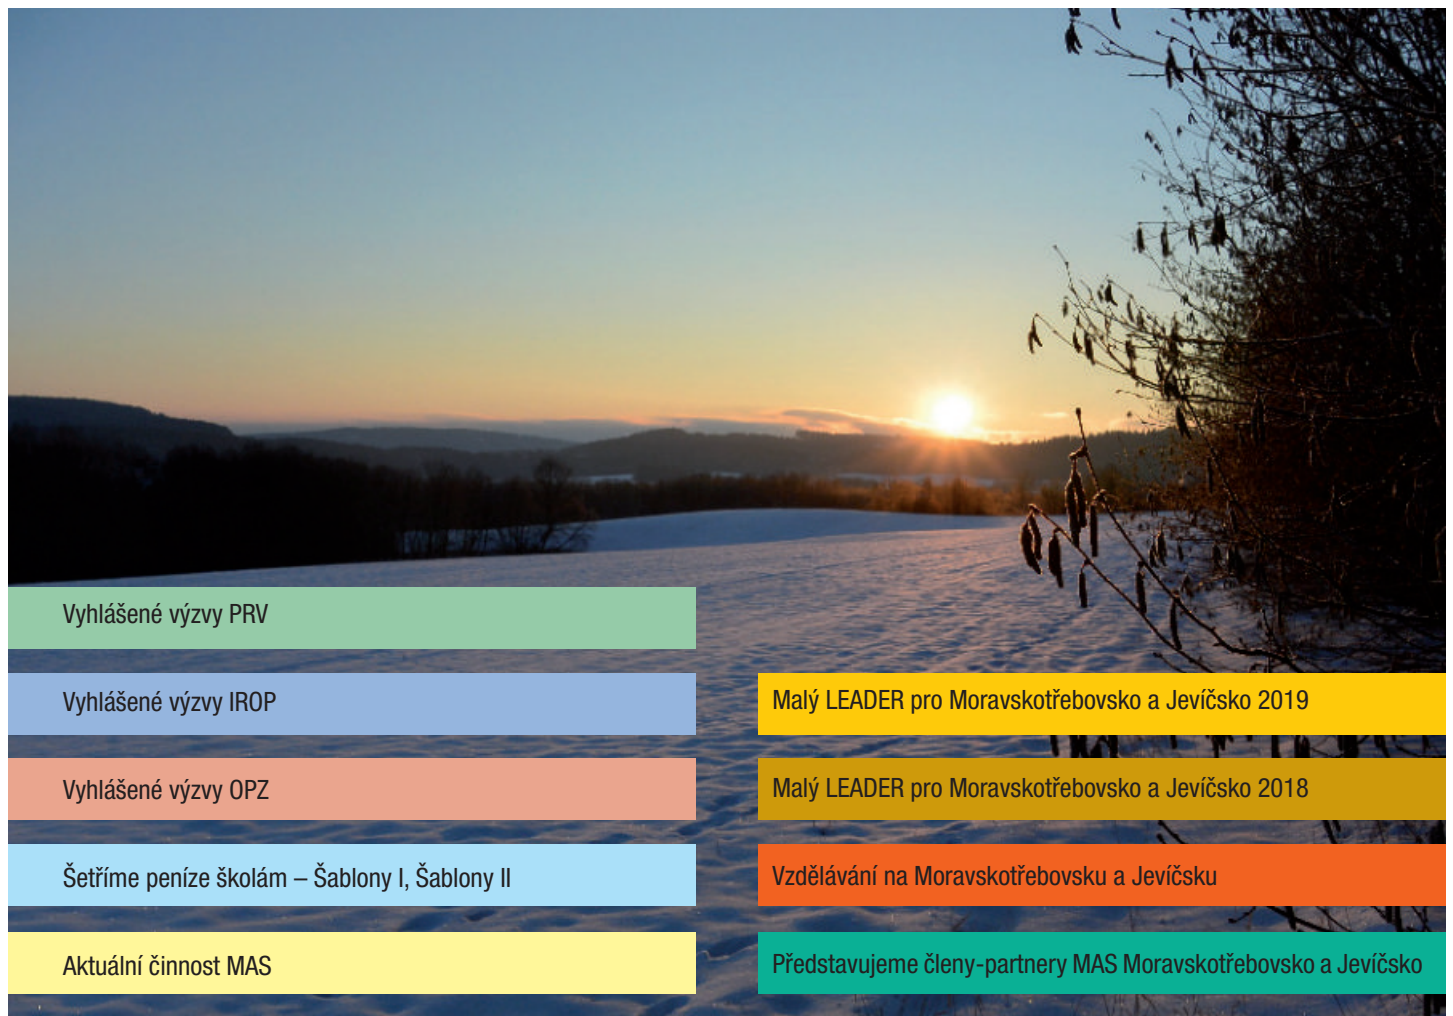 Vyhlášené výzvy PRV
Vyhlášené výzvy IROP
Vyhlášené výzvy OPZ
Šetříme peníze školám – Šablony I, Šablony II
Aktuální činnost MAS
Malý LEADER pro Moravskotřebovsko a Jevíčsko 2019
Malý LEADER pro Moravskotřebovsko a Jevíčsko 2018
Vzdělávání na Moravskotřebovsku a Jevíčsku
Představujeme členy-partnery MAS Moravskotřebovsko a Jevíčsko